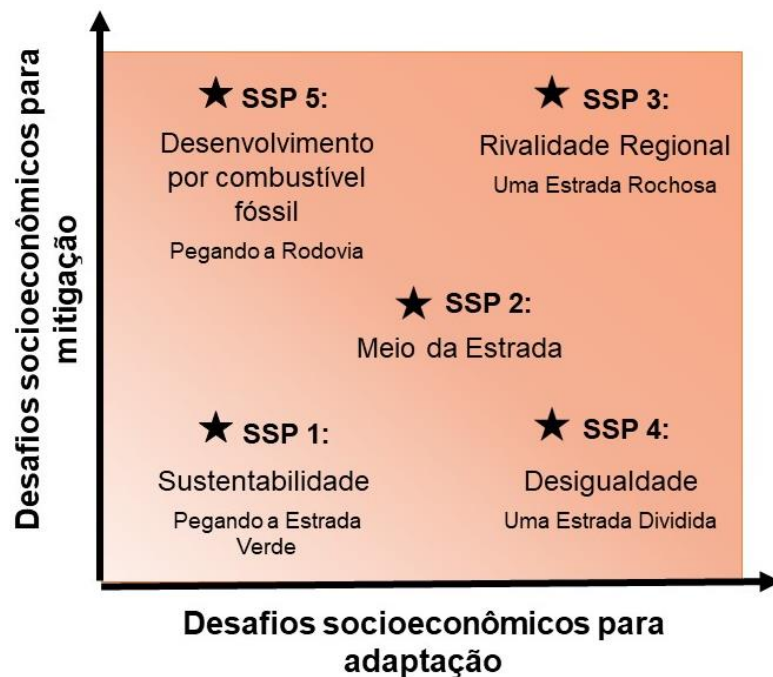 Desafios socioeconômicos para
mitigação
SSP 5:
Desenvolvimento
por combustível
fóssil
Pegando a Rodovia
SSP 3:
Rivalidade Regional
Uma Estrada Rochosa
SSP 2:
Meio da Estrada
SSP 1:
Sustentabilidade
Pegando a Estrada
Verde
SSP 4:
Desigualdade
Uma Estrada Dividida
Desafios socioeconômicos para
adaptação